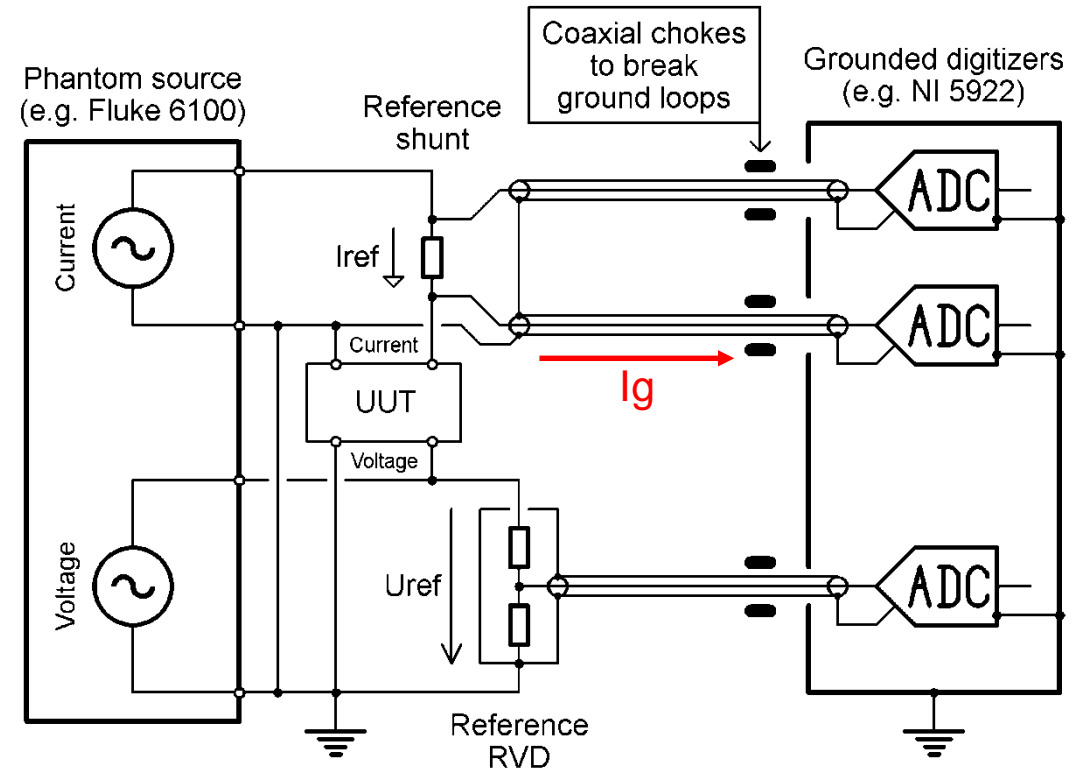 Coaxial chokes
to break
ground loops
Phantom source
(e.g. Fluke 6100)
Reference
shunt
Grounded digitizers
(e.g. NI 5922)
Current
Iref
ADC
ADC
Current
UUT
Voltage
Ig
Voltage
Uref
ADC
Reference
RVD